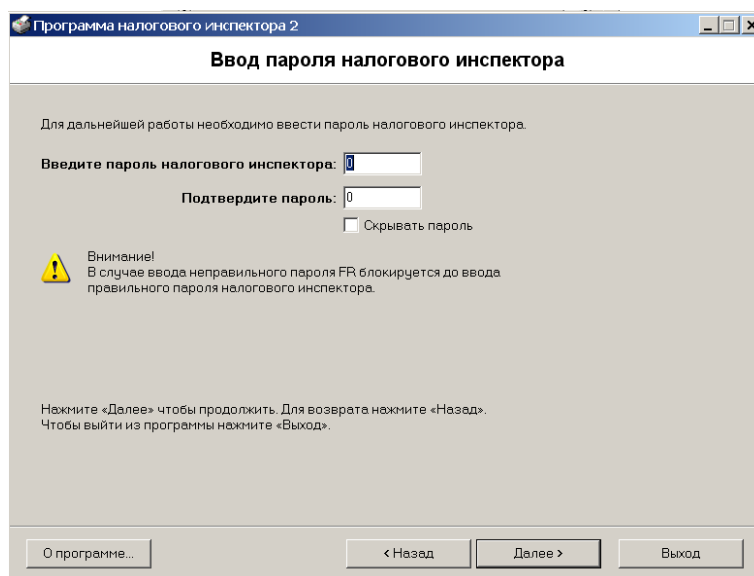 Программа налогового инспектора 2
Ввод пароля налогового инспектора
Для дальнейшей работы необходимо ввести пароль налогового инспектора.
Введите пароль налогового инспектора: 0
Подтвердите пароль: 0
Скрывать пароль
Внимание!
В случае ввода неправильного пароля FR блокируется до ввода
правильного пароля налогового инспектора.
Нажмите «Далее» чтобы продолжить. Для возврата нажмите «Назад».
Чтобы выйти из программы нажмите «Выход».
О программе... < Назад Далее > Выход